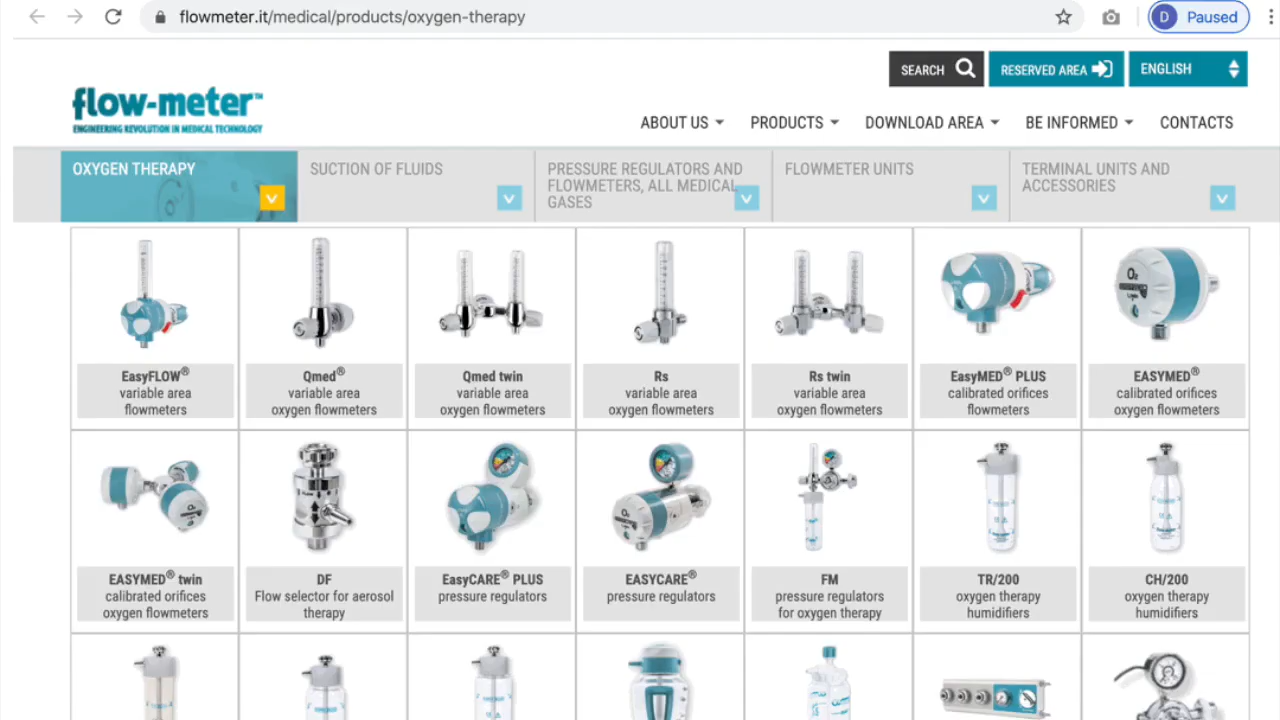 flowmeter.it/medical/products/oxygen-therapy
D Paused
SEARCH
RESERVED AREA
ENGLISH
flow-meter™
ENGINEERING REVOLUTION IN MEDICAL TECHNOLOGY
ABOUT US
PRODUCTS
DOWNLOAD AREA
BE INFORMED
CONTACTS
OXYGEN THERAPY
SUCTION OF FLUIDS
PRESSURE REGULATORS AND
FLOWMETERS, ALL MEDICAL
GASES
FLOWMETER UNITS
TERMINAL UNITS AND
ACCESSORIES
EasyFLOW®
variable area
flowmeters
Qmed®
variable area
oxygen flowmeters
Qmed twin
variable area
oxygen flowmeters
Rs
variable area
oxygen flowmeters
Rs twin
variable area
oxygen flowmeters
EasyMED® PLUS
calibrated orifices
flowmeters
O2
EASYMED®
calibrated orifices
oxygen flowmeters
O2
EASYMED® twin
calibrated orifices
oxygen flowmeters
DF
Flow selector for aerosol
therapy
EasyCARE® PLUS
pressure regulators
O2
EASYCARE®
pressure regulators
FM
pressure regulators
for oxygen therapy
TR/200
oxygen therapy
humidifiers
CH/200
oxygen therapy
humidifiers